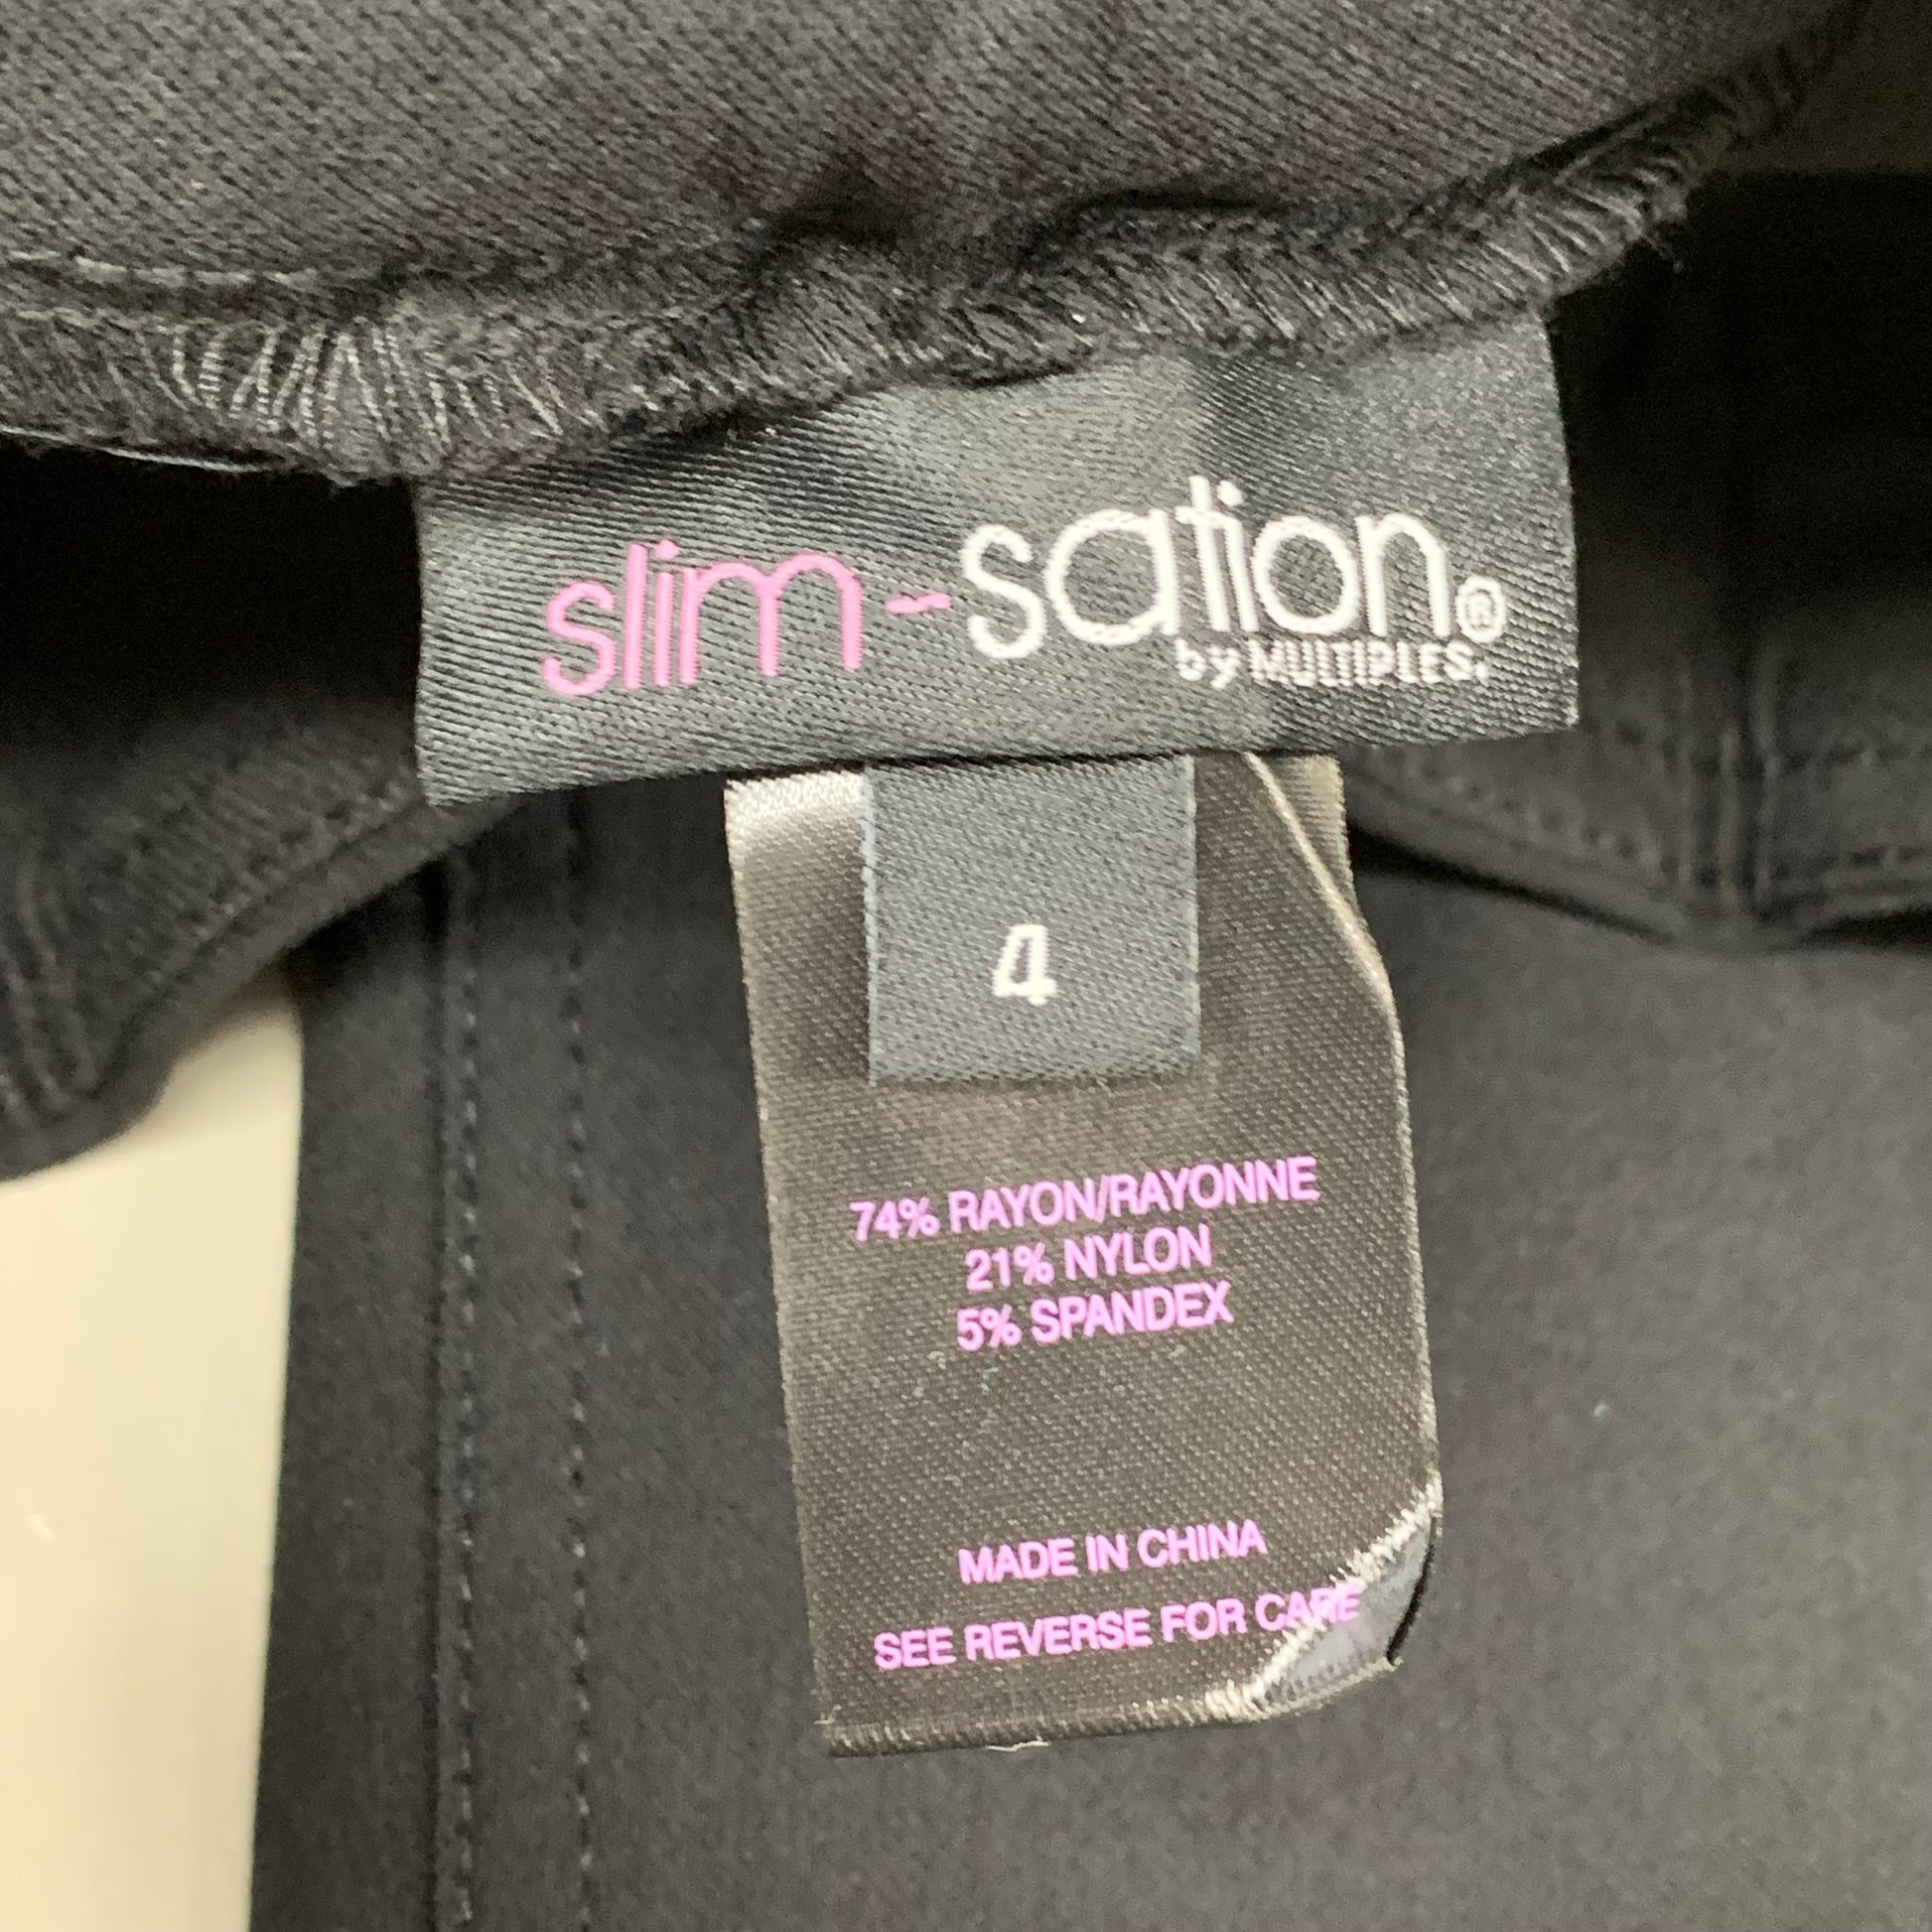 slim-sation®
by MULTIPLES®
4
74% RAYON/RAYONNE
21% NYLON
5% SPANDEX
MADE IN CHINA
SEE REVERSE FOR CARE